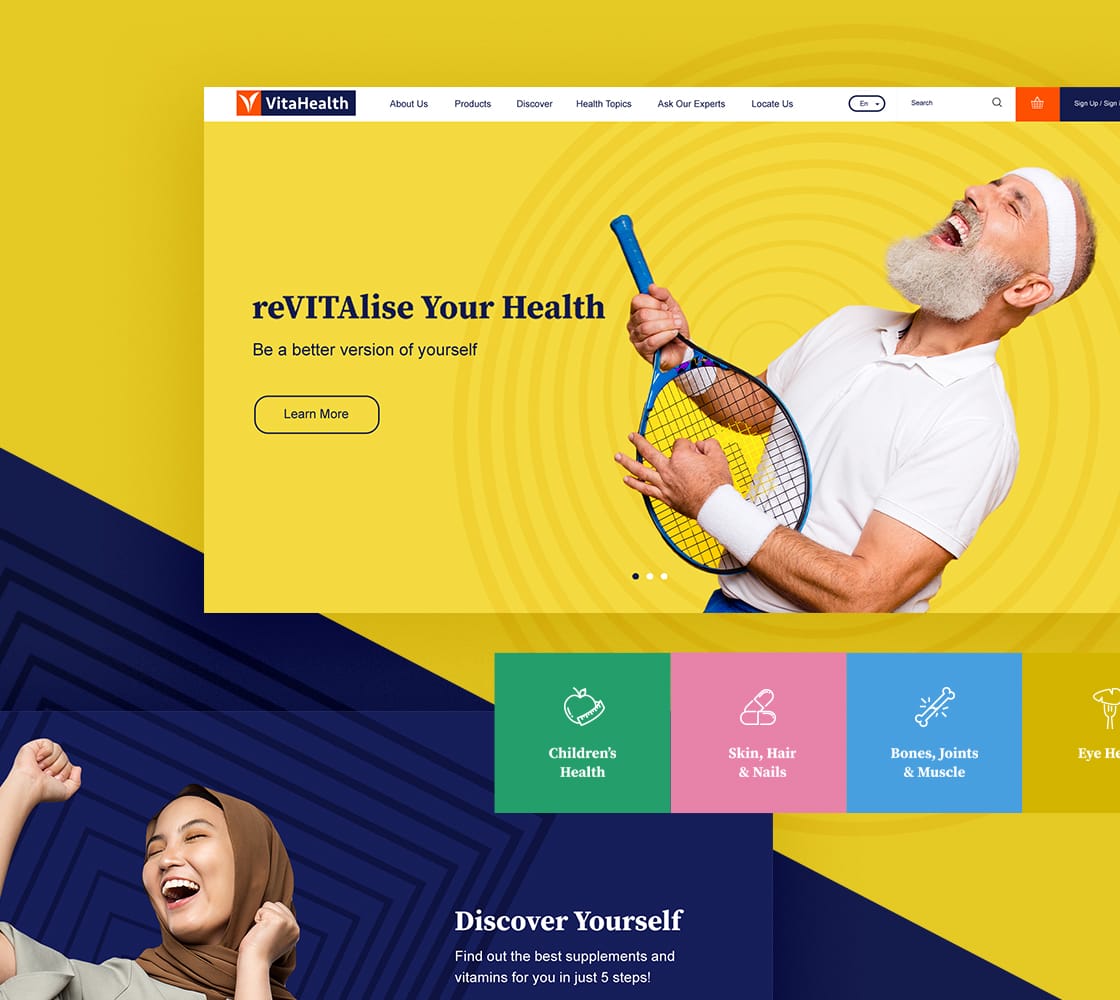 VitaHealth
About Us Products Discover Health Topics Ask Our Experts Locate Us
En
Search
Sign Up / Sign
reVITAlise Your Health
Be a better version of yourself
Learn More
Children's
Health
Skin, Hair
& Nails
Bones, Joints
& Muscle
Eye He
Discover Yourself
Find out the best supplements and
vitamins for you in just 5 steps!